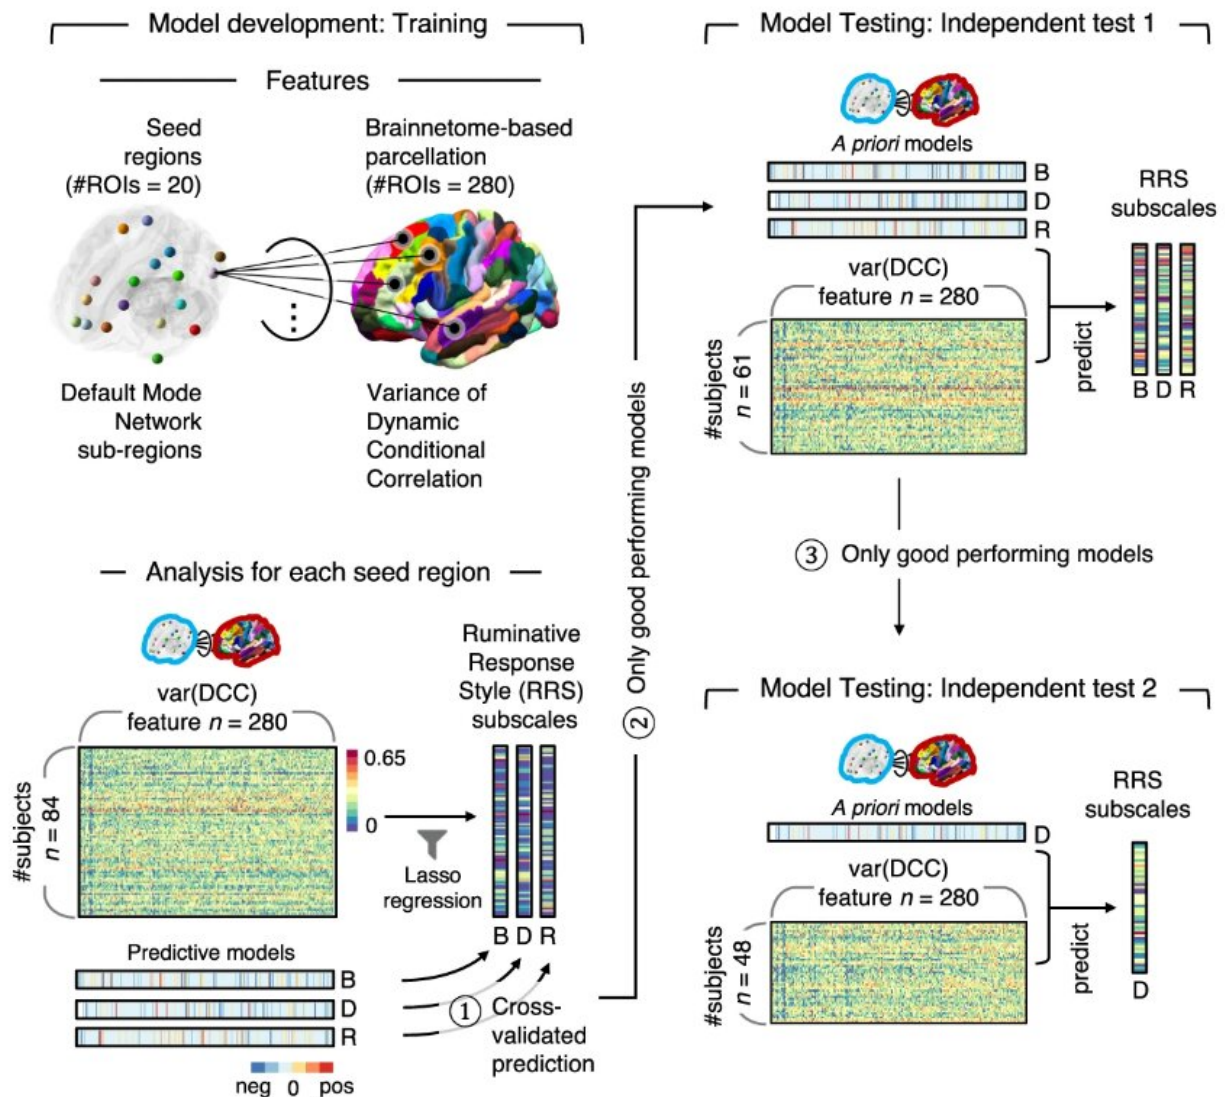 Model development: Training
Features
Seed
regions
(#ROIs = 20)
Brainnetome-based
parcellation
(#ROIs = 280)
Default Mode
Network
sub-regions
Variance of
Dynamic
Conditional
Correlation
Analysis for each seed region
var(DCC)
feature n = 280
#subjects
n = 84
0.65
0
Lasso
regression
Ruminative
Response
Style (RRS)
subscales
B D R
Predictive models
B
D
R
neg 0 pos
1 Cross-
validated
prediction
2 Only good performing models
Model Testing: Independent test 1
A priori models
B
D
R
var(DCC)
feature n = 280
#subjects
n = 61
predict
RRS
subscales
B D R
3 Only good performing models
Model Testing: Independent test 2
A priori models
D
var(DCC)
feature n = 280
#subjects
n = 48
predict
RRS
subscales
D